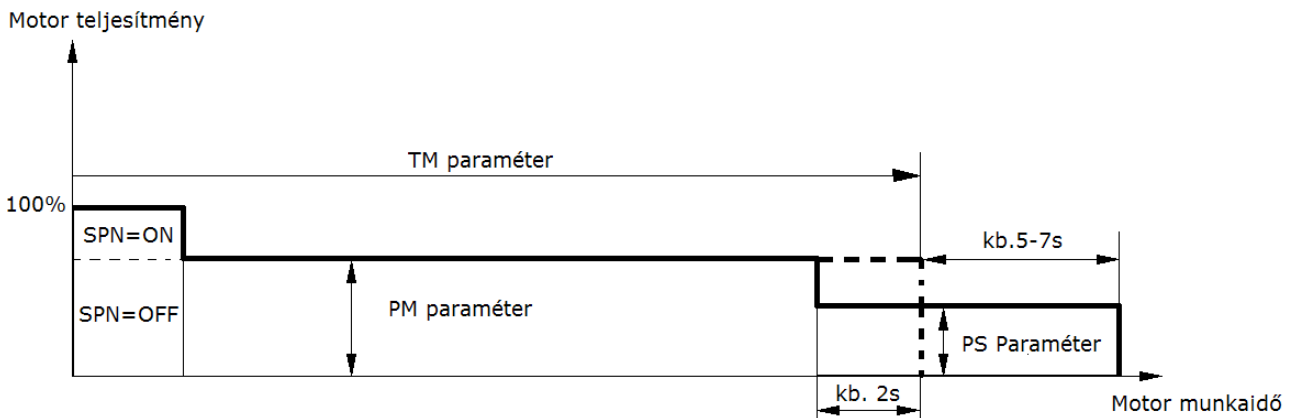 Motor teljesítmény
TM paraméter
100%
SPN=ON
kb.5-7s
SPN=OFF
PM paraméter
PS Paraméter
kb. 2s
Motor munkaidő